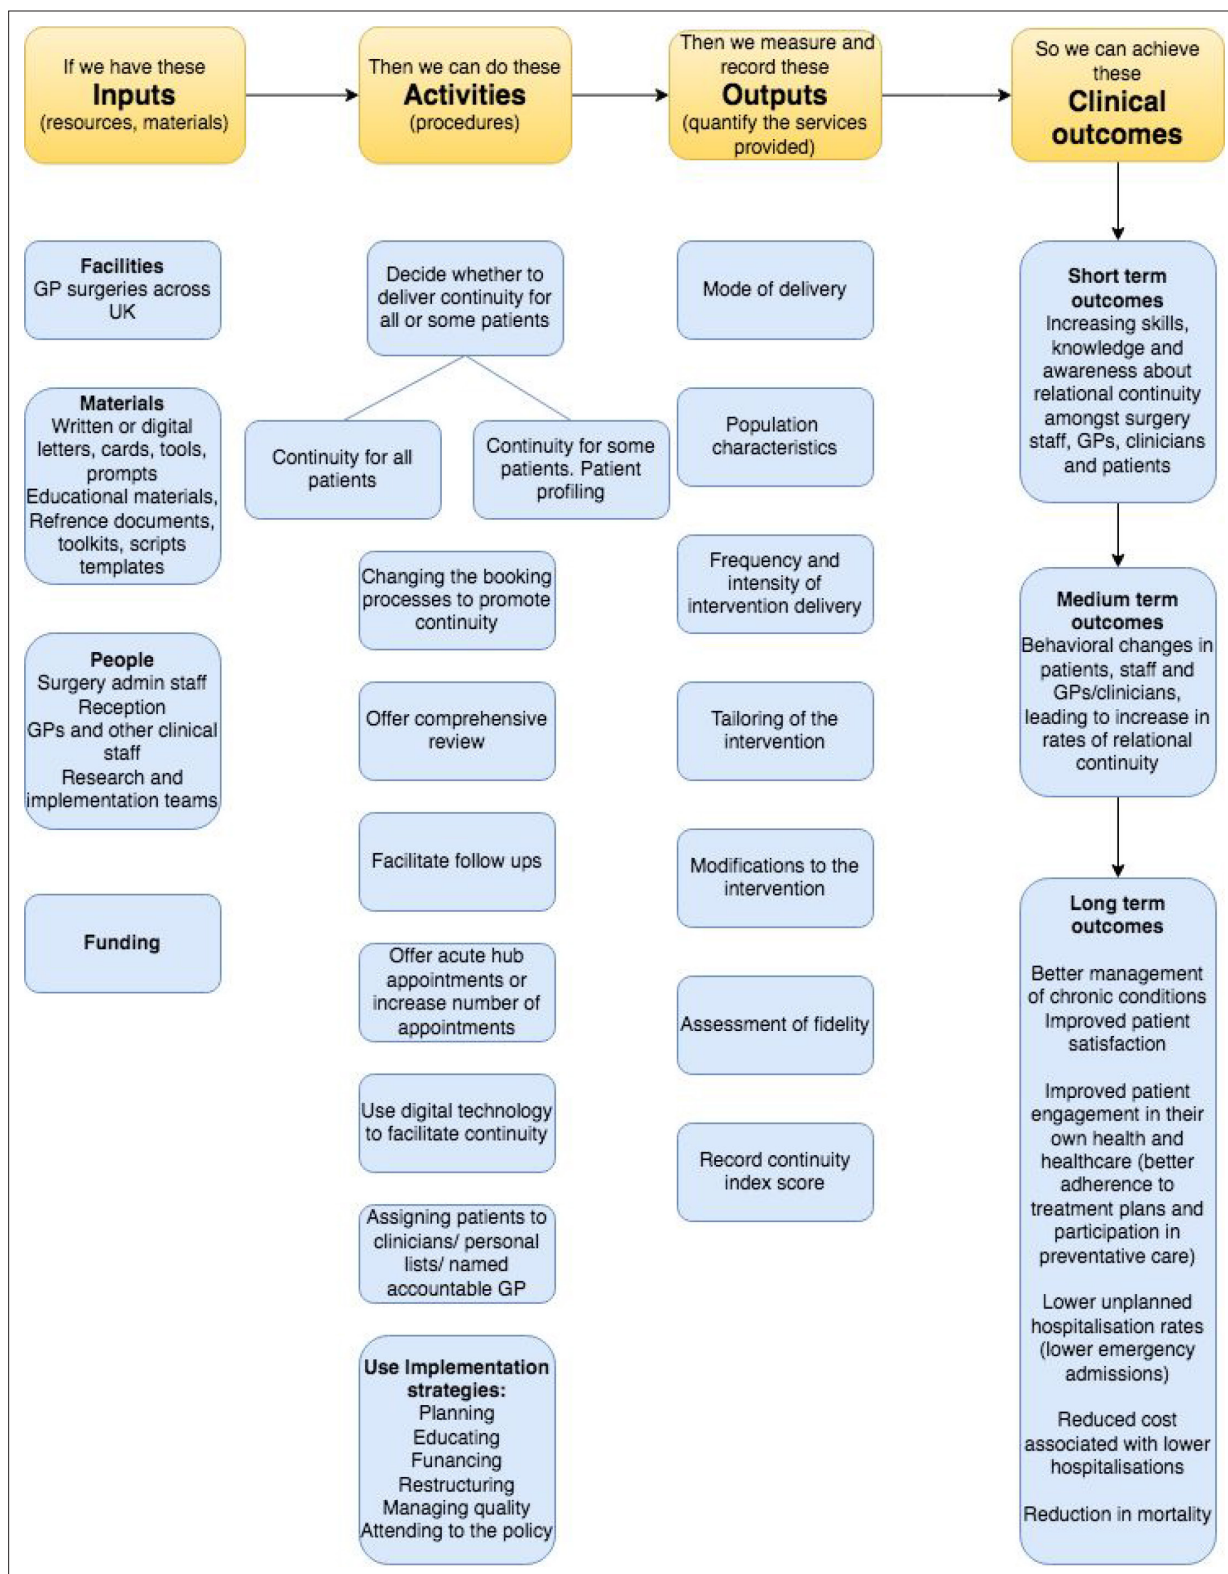 If we have these
Inputs
(resources, materials)
Then we can do these
Activities
(procedures)
Then we measure and
record these
Outputs
(quantify the services
provided)
So we can achieve
these
Clinical
outcomes
Facilities
GP surgeries across
UK
Materials
Written or digital
letters, cards, tools,
prompts
Educational materials,
Refrence documents,
toolkits, scripts
templates
People
Surgery admin staff
Reception
GPs and other clinical
staff
Research and
implementation teams
Funding
Decide whether to
deliver continuity for
all or some patients
Continuity for all
patients
Continuity for some
patients. Patient
profiling
Changing the booking
processes to promote
continuity
Offer comprehensive
review
Facilitate follow ups
Offer acute hub
appointments or
increase number of
appointments
Use digital technology
to facilitate continuity
Assigning patients to
clinicians/ personal
lists/ named
accountable GP
Use Implementation
strategies:
Planning
Educating
Funancing
Restructuring
Managing quality
Attending to the policy
Mode of delivery
Population
characteristics
Frequency and
intensity of
intervention delivery
Tailoring of the
intervention
Modifications to the
intervention
Assessment of fidelity
Record continuity
index score
Short term
outcomes
Increasing skills,
knowledge and
awareness about
relational continuity
amongst surgery
staff, GPs, clinicians
and patients
Medium term
outcomes
Behavioral changes in
patients, staff and
GPs/clinicians,
leading to increase in
rates of relational
continuity
Long term
outcomes
Better management
of chronic conditions
Improved patient
satisfaction
Improved patient
engagement in their
own health and
healthcare (better
adherence to
treatment plans and
participation in
preventative care)
Lower unplanned
hospitalisation rates
(lower emergency
admissions)
Reduced cost
associated with lower
hospitalisations
Reduction in mortality